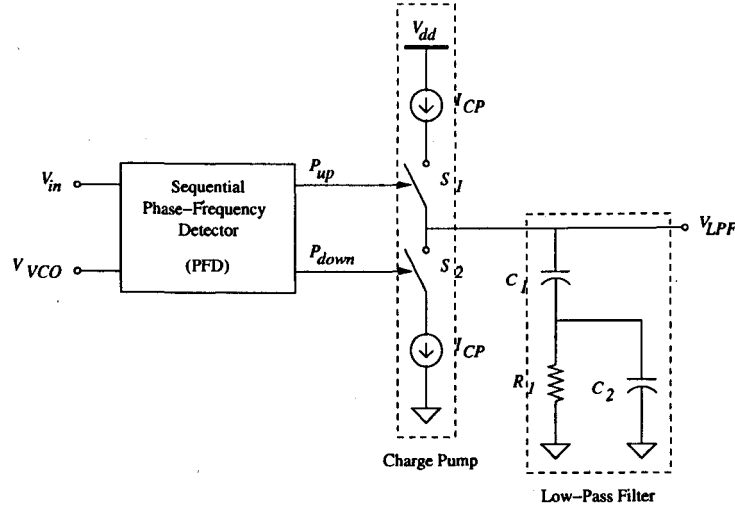 V_dd
I_CP
V_in
Sequential
Phase-Frequency
Detector
(PFD)
P_up
S_1
V_LPF
V_VCO
P_down
S_2
C_1
I_CP
R_1
C_2
Charge Pump
Low-Pass Filter